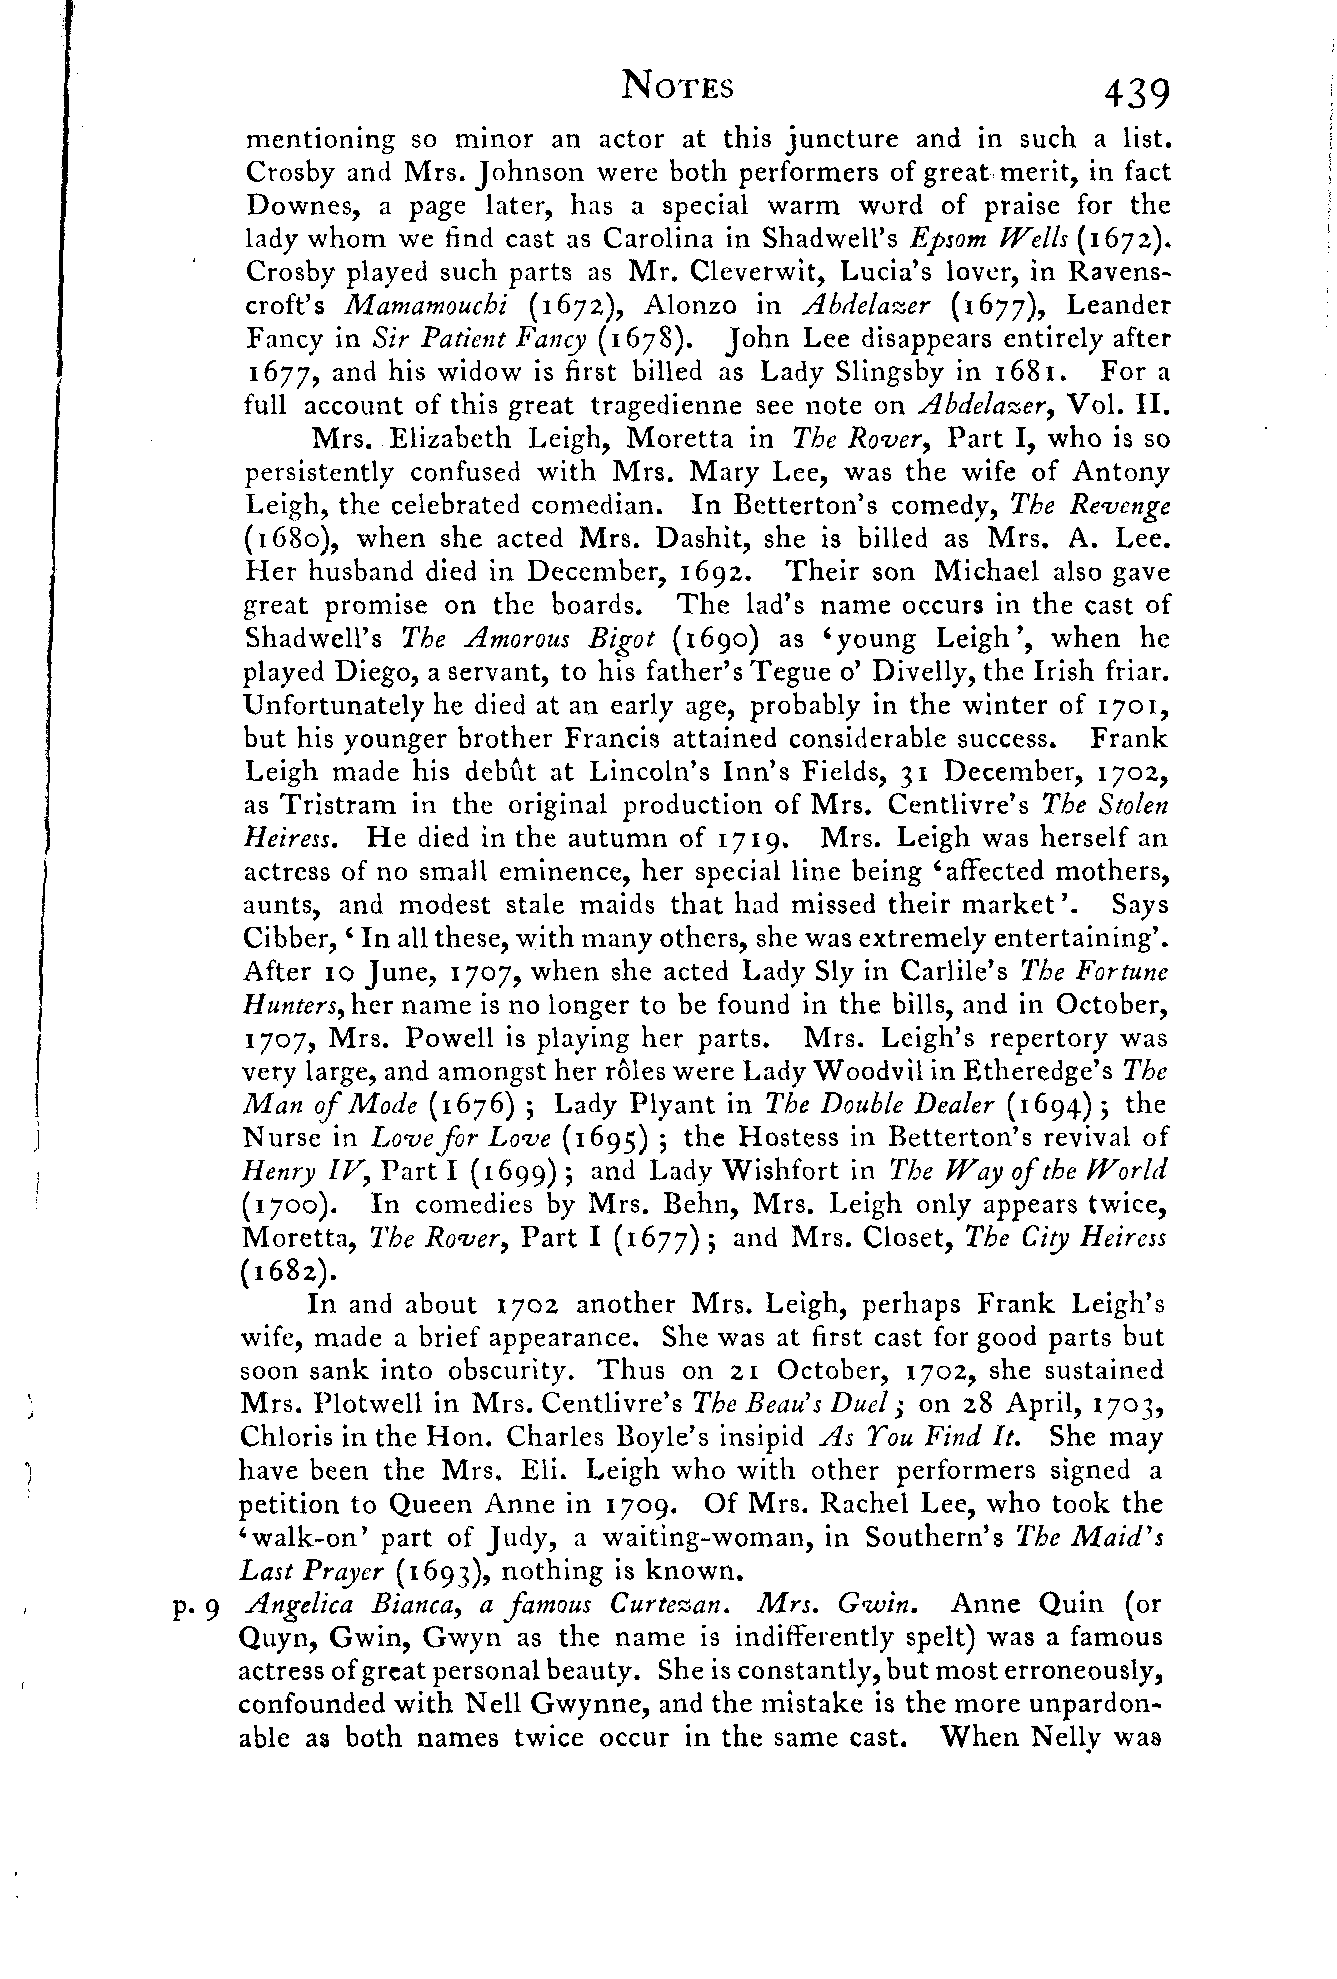 NOTES 439
mentioning so minor an actor at this juncture and in such a list.
Crosby and Mrs. Johnson were both performers of great merit, in fact
Downes, a page later, has a special warm word of praise for the
lady whom we find cast as Carolina in Shadwell's Epsom Wells (1672).
Crosby played such parts as Mr. Cleverwit, Lucia's lover, in Ravens-
croft's Mamamouchi (1672), Alonzo in Abdelazer (1677), Leander
Fancy in Sir Patient Fancy (1678). John Lee disappears entirely after
1677, and his widow is first billed as Lady Slingsby in 1681. For a
full account of this great tragedienne see note on Abdelazer, Vol. II.
Mrs. Elizabeth Leigh, Moretta in The Rover, Part I, who is so
persistently confused with Mrs. Mary Lee, was the wife of Antony
Leigh, the celebrated comedian. In Betterton's comedy, The Revenge
(1680), when she acted Mrs. Dashit, she is billed as Mrs. A. Lee.
Her husband died in December, 1692. Their son Michael also gave
great promise on the boards. The lad's name occurs in the cast of
Shadwell's The Amorous Bigot (1690) as ‘young Leigh’, when he
played Diego, a servant, to his father's Tegue o' Divelly, the Irish friar.
Unfortunately he died at an early age, probably in the winter of 1701,
but his younger brother Francis attained considerable success. Frank
Leigh made his debût at Lincoln's Inn's Fields, 31 December, 1702,
as Tristram in the original production of Mrs. Centlivre's The Stolen
Heiress. He died in the autumn of 1719. Mrs. Leigh was herself an
actress of no small eminence, her special line being ‘affected mothers,
aunts, and modest stale maids that had missed their market’. Says
Cibber, ‘In all these, with many others, she was extremely entertaining’.
After 10 June, 1707, when she acted Lady Sly in Carlile's The Fortune
Hunters, her name is no longer to be found in the bills, and in October,
1707, Mrs. Powell is playing her parts. Mrs. Leigh's repertory was
very large, and amongst her rôles were Lady Woodvil in Etheredge's The
Man of Mode (1676); Lady Plyant in The Double Dealer (1694); the
Nurse in Love for Love (1695); the Hostess in Betterton's revival of
Henry IV, Part I (1699); and Lady Wishfort in The Way of the World
(1700). In comedies by Mrs. Behn, Mrs. Leigh only appears twice,
Moretta, The Rover, Part I (1677); and Mrs. Closet, The City Heiress
(1682).
In and about 1702 another Mrs. Leigh, perhaps Frank Leigh's
wife, made a brief appearance. She was at first cast for good parts but
soon sank into obscurity. Thus on 21 October, 1702, she sustained
Mrs. Plotwell in Mrs. Centlivre's The Beau's Duel; on 28 April, 1703,
Chloris in the Hon. Charles Boyle's insipid As You Find It. She may
have been the Mrs. Eli. Leigh who with other performers signed a
petition to Queen Anne in 1709. Of Mrs. Rachel Lee, who took the
‘walk-on’ part of Judy, a waiting-woman, in Southern's The Maid's
Last Prayer (1693), nothing is known.
p. 9 Angelica Bianca, a famous Curtezan. Mrs. Gwin. Anne Quin (or
Quyn, Gwin, Gwyn as the name is indifferently spelt) was a famous
actress of great personal beauty. She is constantly, but most erroneously,
confounded with Nell Gwynne, and the mistake is the more unpardon-
able as both names twice occur in the same cast. When Nelly was